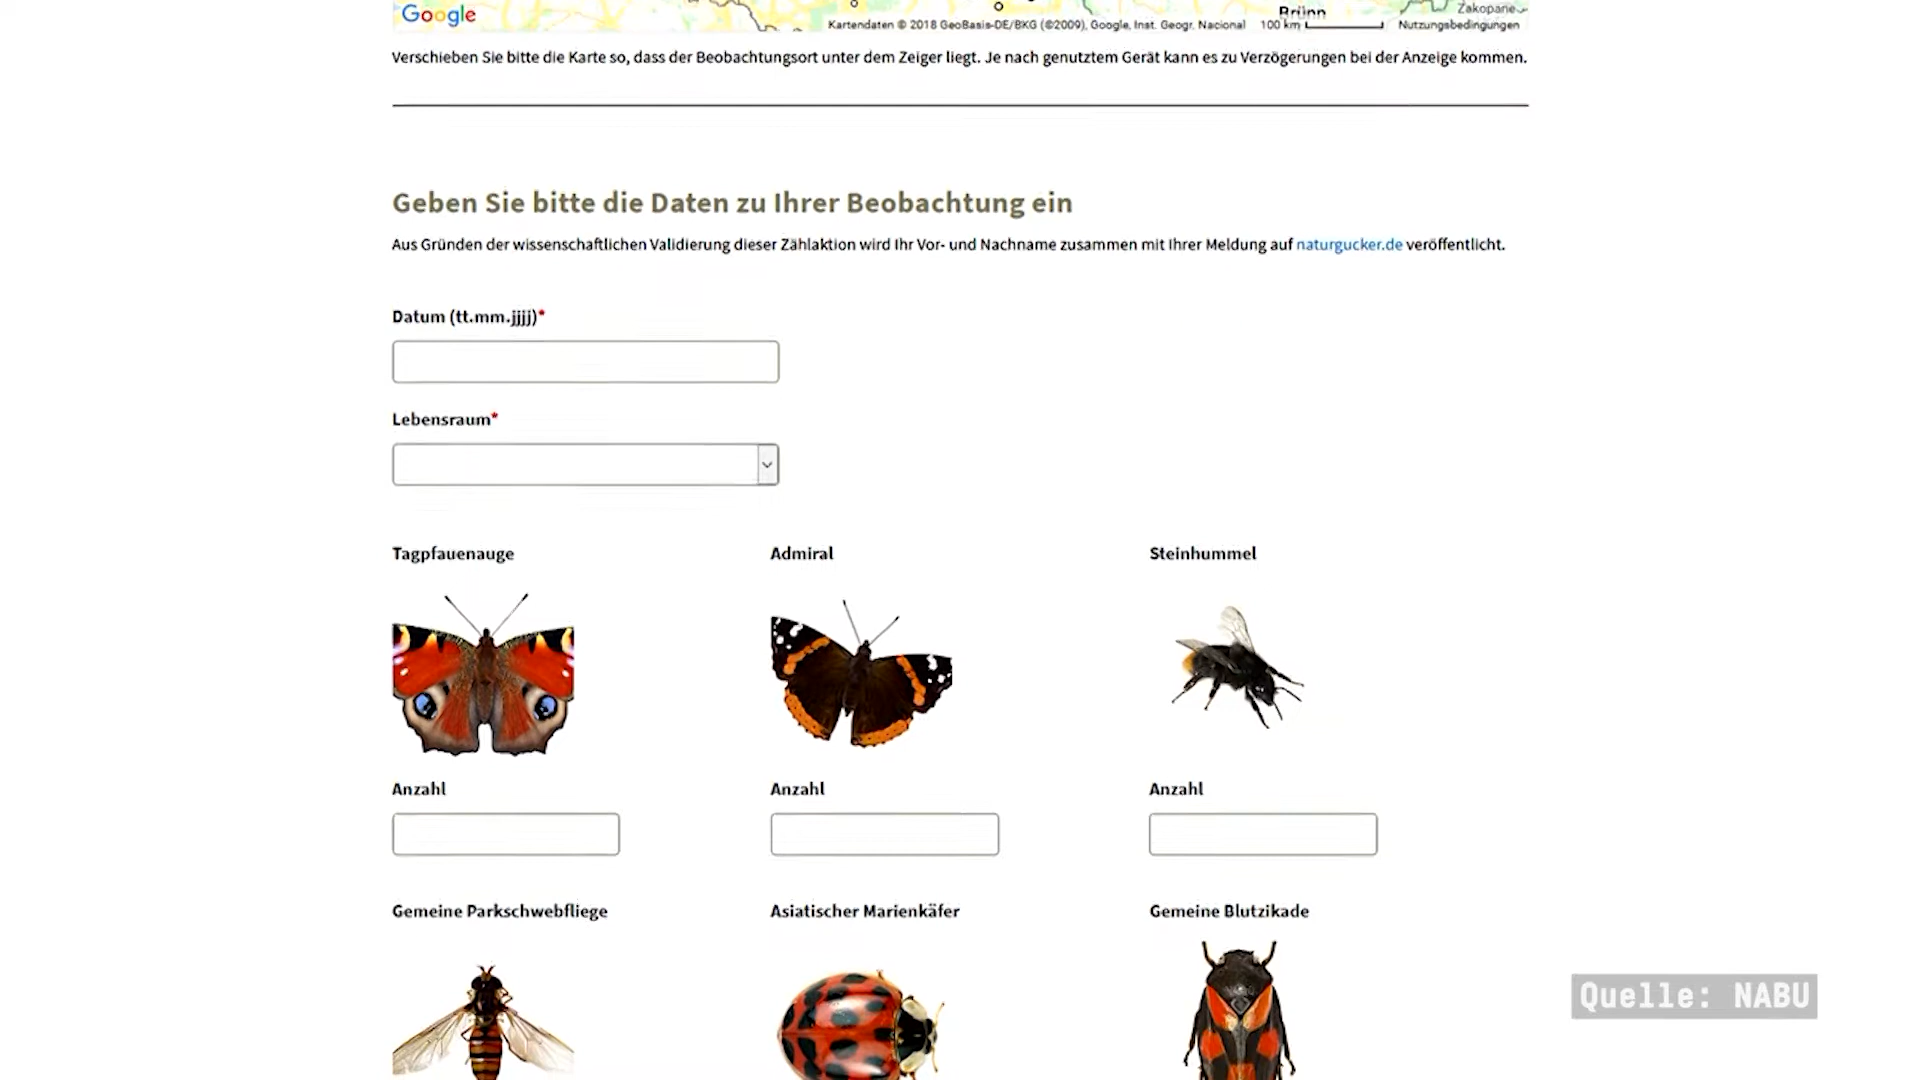 Google
Brünn
Zakopane
Kartendaten © 2018 GeoBasis-DE/BKG (©2009), Google, Inst. Geogr. Nacional 100 km Nutzungsbedingungen
Verschieben Sie bitte die Karte so, dass der Beobachtungsort unter dem Zeiger liegt. Je nach genutztem Gerät kann es zu Verzögerungen bei der Anzeige kommen.
Geben Sie bitte die Daten zu Ihrer Beobachtung ein
Aus Gründen der wissenschaftlichen Validierung dieser Zählaktion wird Ihr Vor- und Nachname zusammen mit Ihrer Meldung auf naturgucker.de veröffentlicht.
Datum (tt.mm.jjjj)*
Lebensraum*
Tagpfauenauge Admiral Steinhummel
Anzahl Anzahl Anzahl
Gemeine Parkschwebfliege Asiatischer Marienkäfer Gemeine Blutzikade
Quelle: NABU